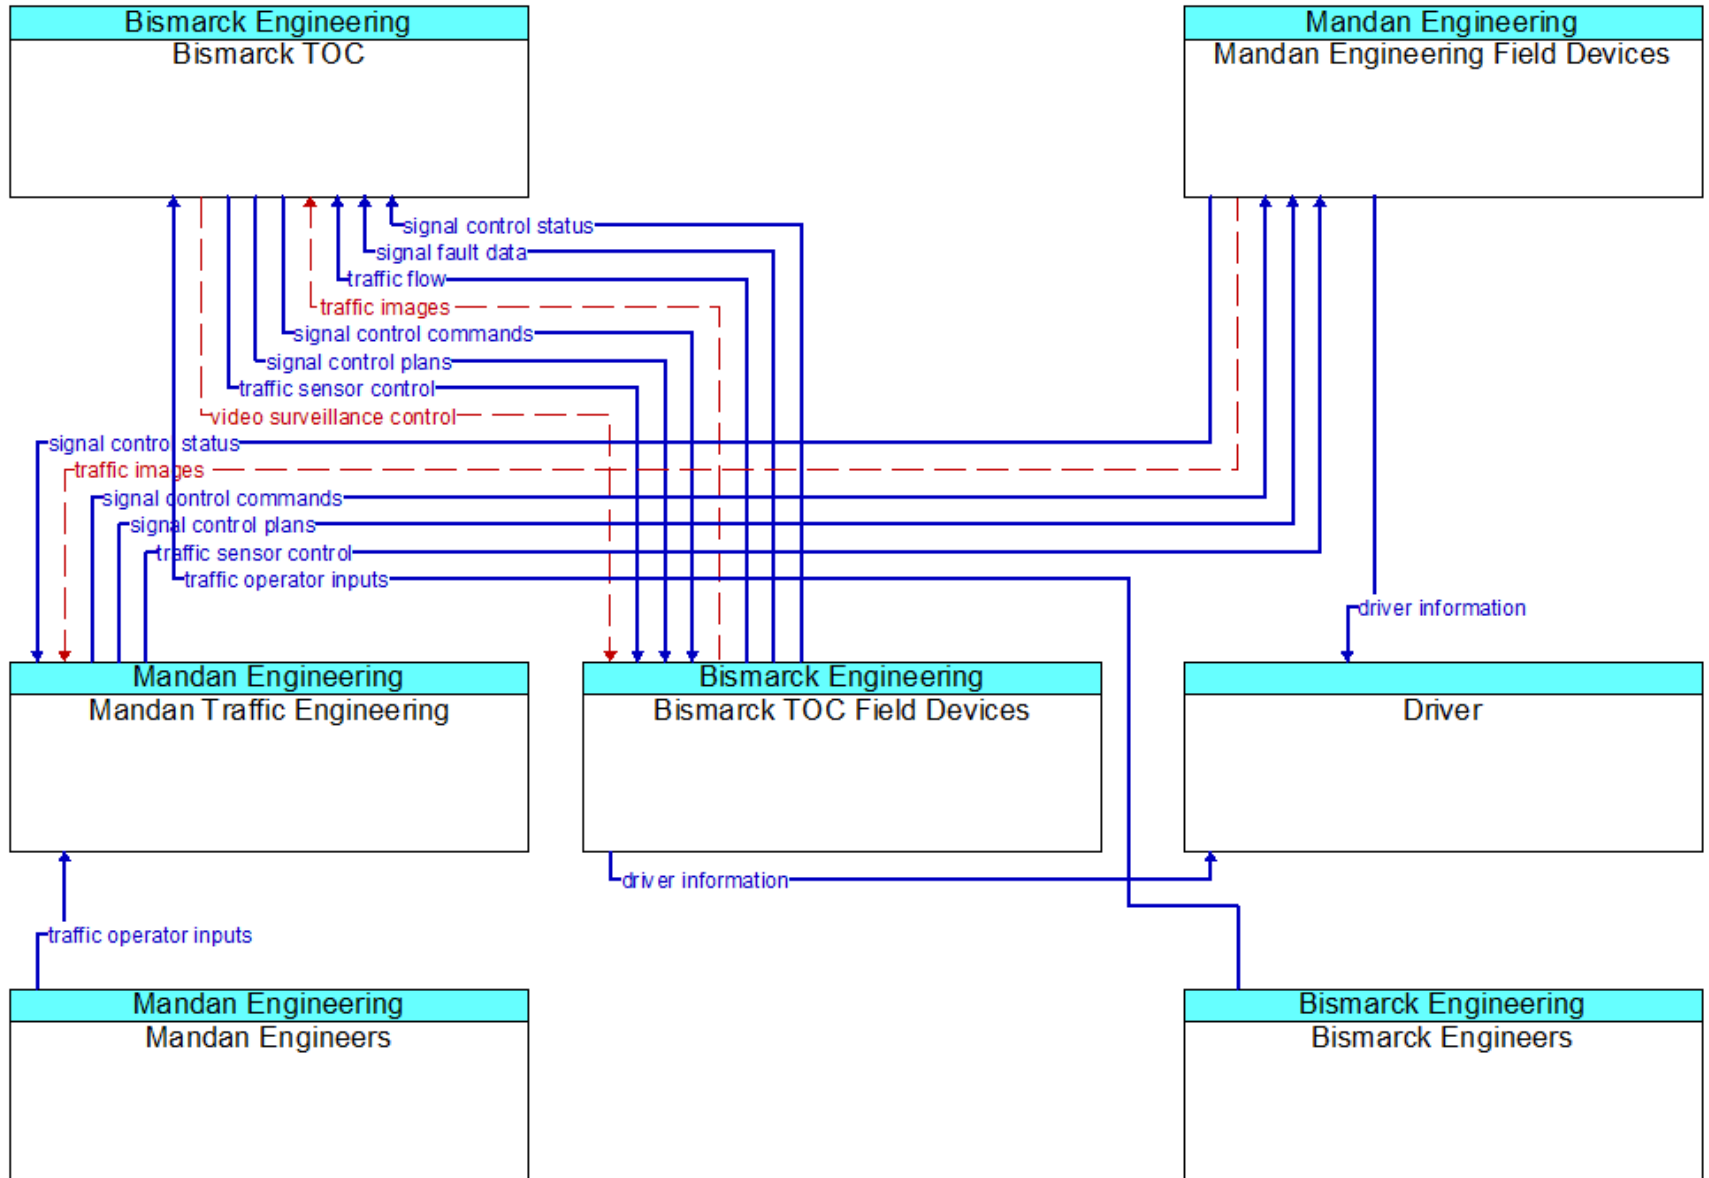 Bismarck Engineering
Bismarck TOC
Mandan Engineering
Mandan Engineering Field Devices
signal control status
signal fault data
traffic flow
traffic images
signal control commands
signal control plans
traffic sensor control
video surveillance control
signal control status
traffic images
signal control commands
signal control plans
traffic sensor control
traffic operator inputs
driver information
Mandan Engineering
Mandan Traffic Engineering
Bismarck Engineering
Bismarck TOC Field Devices
Driver
driver information
traffic operator inputs
Mandan Engineering
Mandan Engineers
Bismarck Engineering
Bismarck Engineers